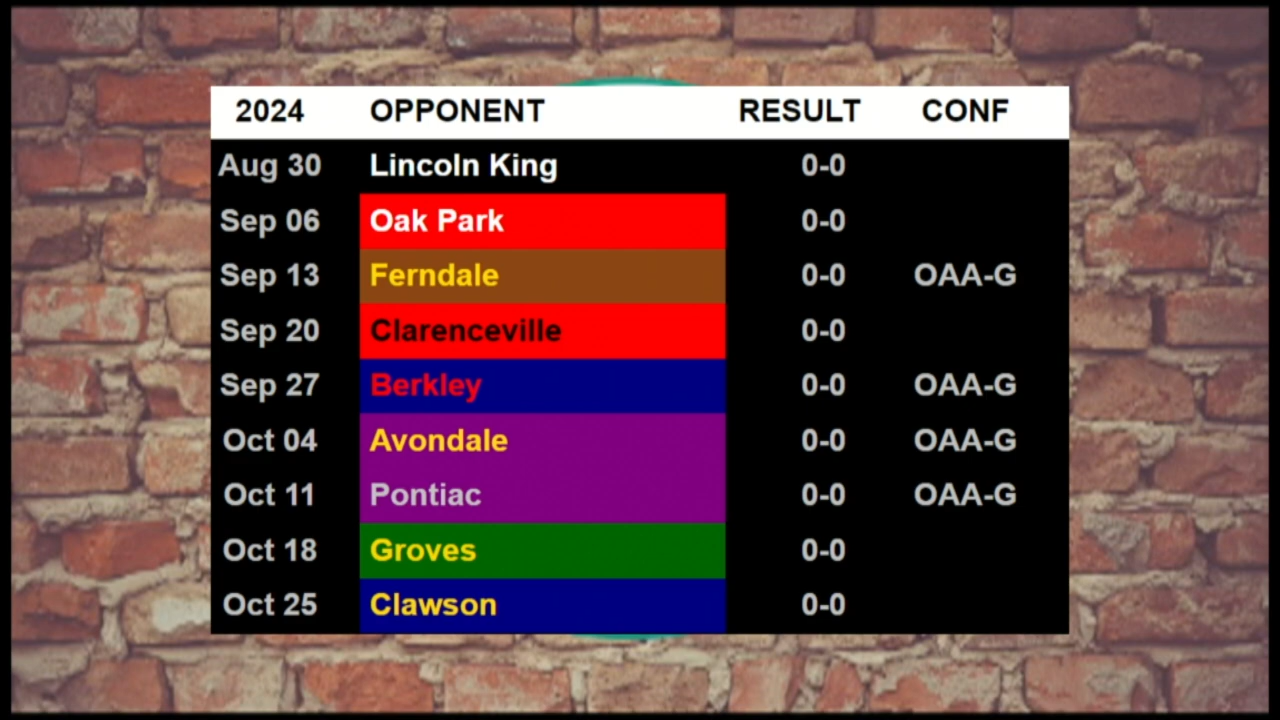 2024 OPPONENT RESULT CONF
Aug 30 Lincoln King 0-0
Sep 06 Oak Park 0-0
Sep 13 Ferndale 0-0 OAA-G
Sep 20 Clarenceville 0-0
Sep 27 Berkley 0-0 OAA-G
Oct 04 Avondale 0-0 OAA-G
Oct 11 Pontiac 0-0 OAA-G
Oct 18 Groves 0-0
Oct 25 Clawson 0-0